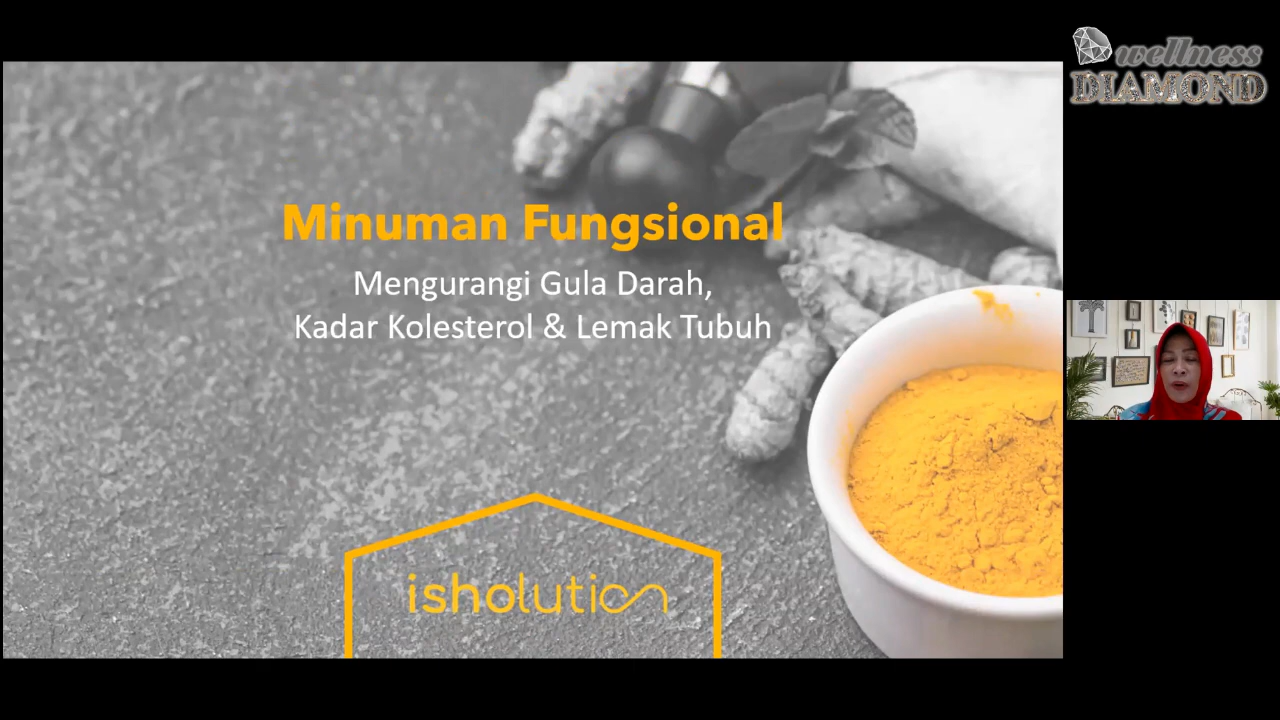 Minuman Fungsional
Mengurangi Gula Darah,
Kadar Kolesterol & Lemak Tubuh
isholution
wellness
DIAMOND